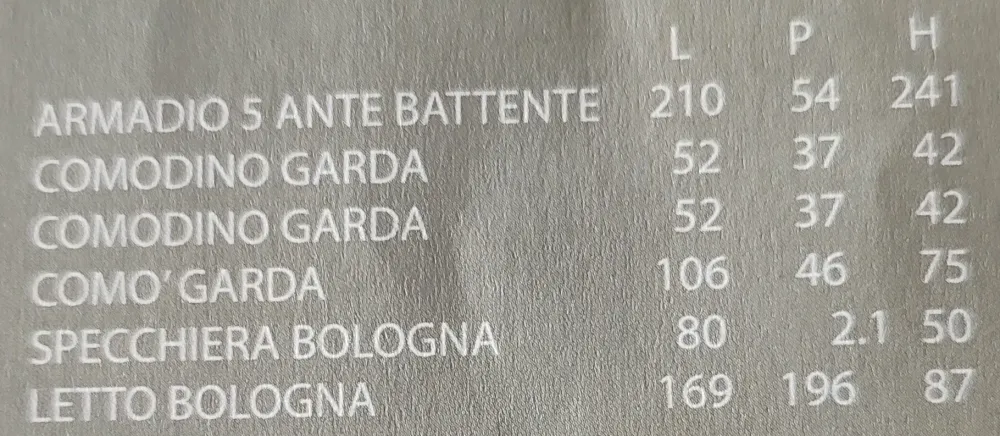 L P H
ARMADIO 5 ANTE BATTENTE 210 54 241
COMODINO GARDA 52 37 42
COMODINO GARDA 52 37 42
COMO' GARDA 106 46 75
SPECCHIERA BOLOGNA 80 2.1 50
LETTO BOLOGNA 169 196 87